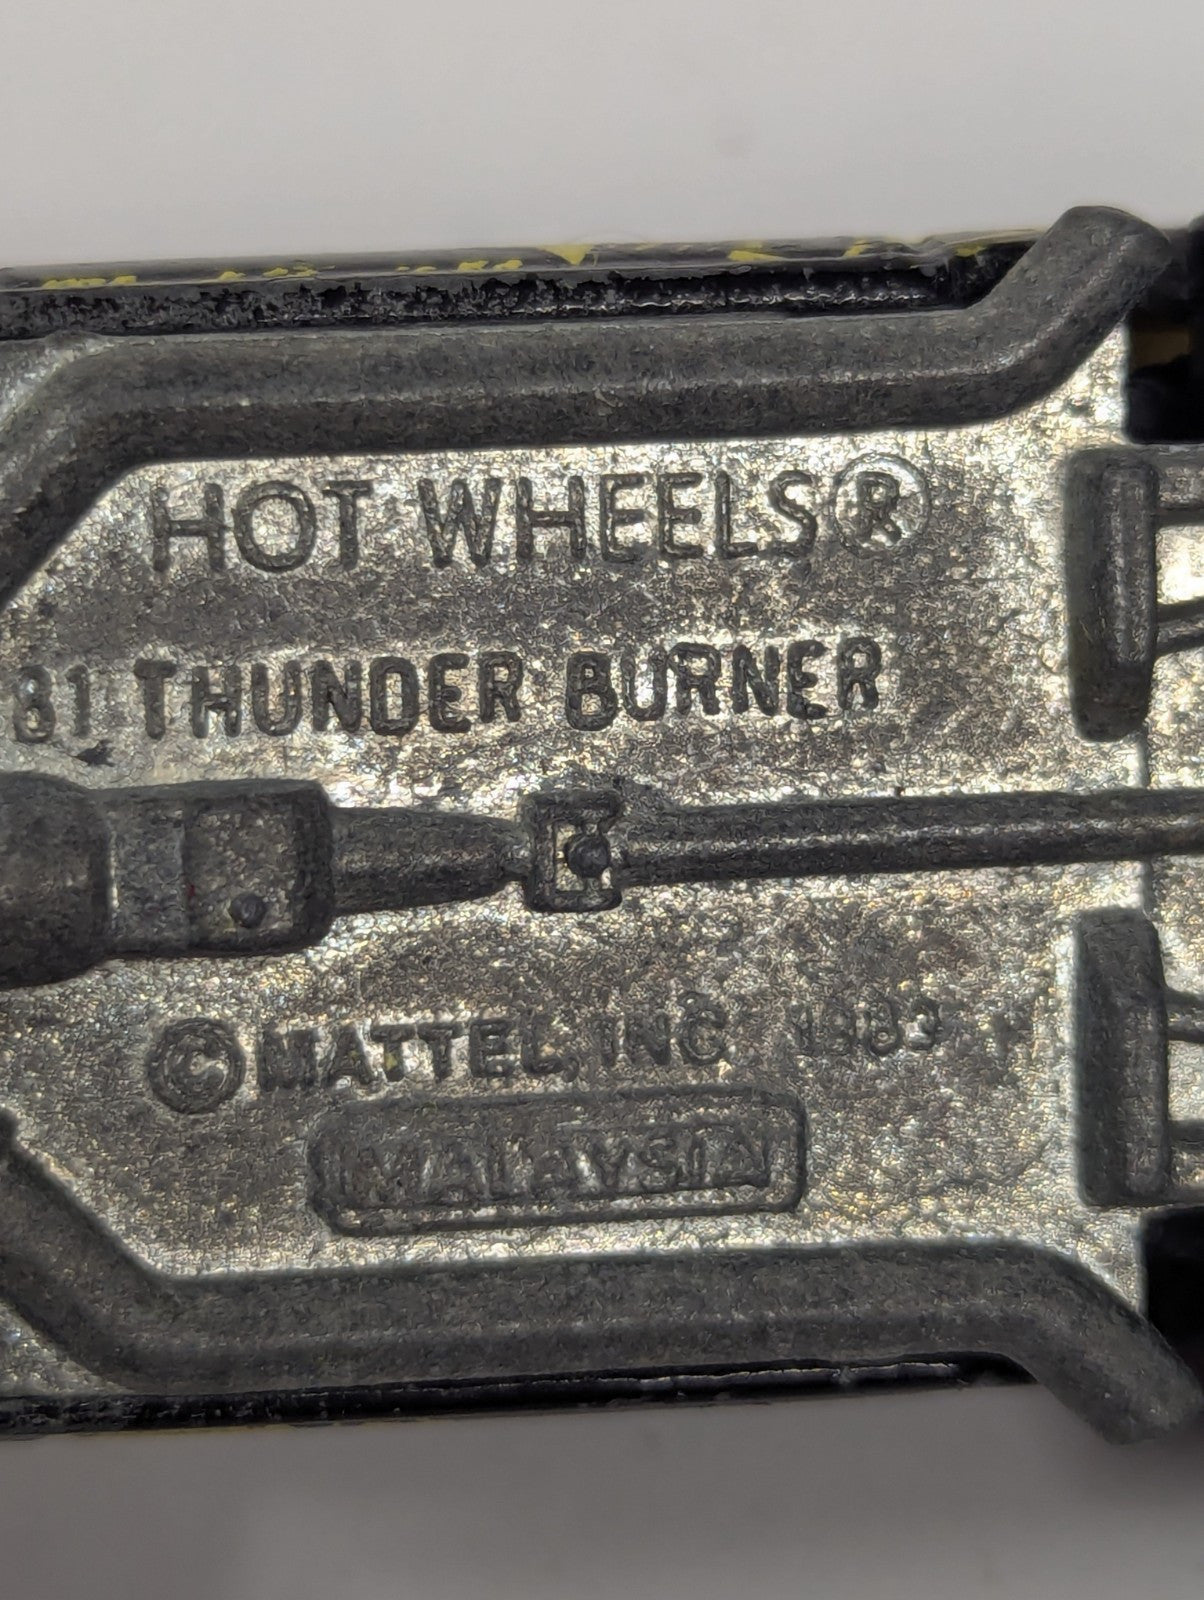 HOT WHEELS®
81 THUNDER BURNER
© MATTEL, INC. 1983
MALAYSIA